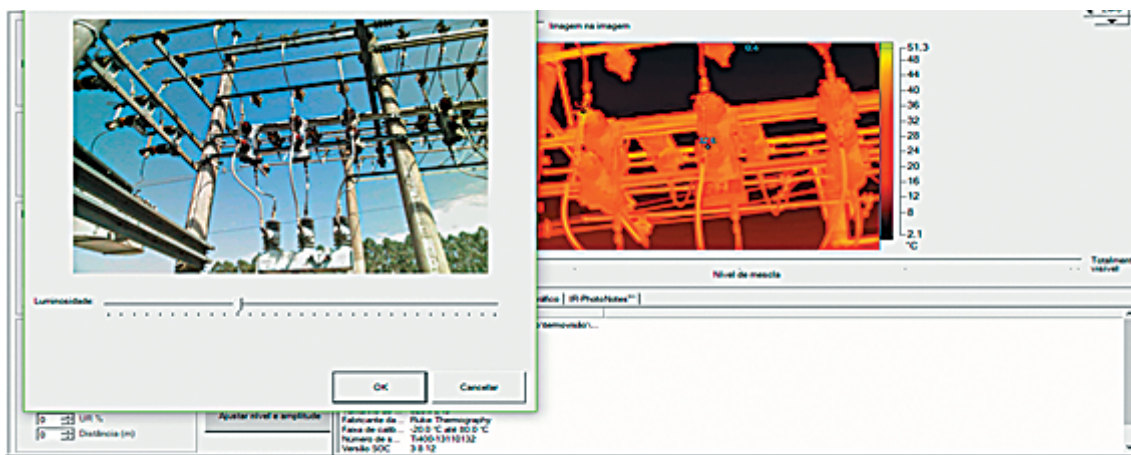 Imagem na imagem
51.3
48
44
40
36
32
28
24
20
16
12
8
2.1
°C
Nível de mescla
Totalmente
visível
Luminosidade
IR-PhotoNotes™
OK
Cancelar
UR %
Distância (m)
Ajustar nível e amplitude
Fabricante da ... Fluke Thermography
Faixa de calib... -20.0 °C até 80.0 °C
Número de s... Ti400-13110132
Versão SOC 3.8.12